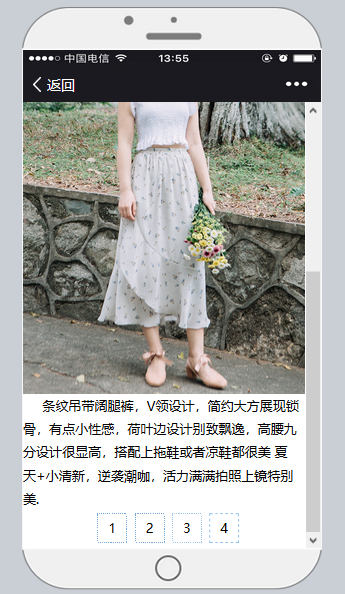 中国电信 13:55
返回
条纹吊带阔腿裤，V领设计，简约大方展现锁
骨，有点小性感，荷叶边设计别致飘逸，高腰九
分设计很显高，搭配上拖鞋或者凉鞋都很美 夏
天+小清新，逆袭潮咖，活力满满拍照上镜特别
美.
1 2 3 4